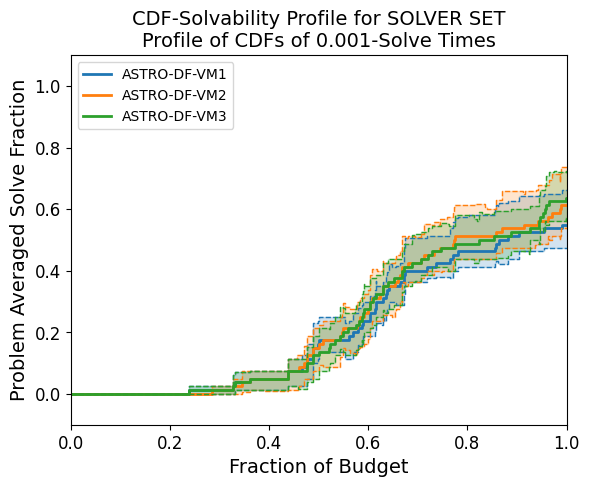 CDF-Solvability Profile for SOLVER SET
Profile of CDFs of 0.001-Solve Times
ASTRO-DF-VM1
ASTRO-DF-VM2
ASTRO-DF-VM3
Problem Averaged Solve Fraction
1.0
0.8
0.6
0.4
0.2
0.0
0.0 0.2 0.4 0.6 0.8 1.0
Fraction of Budget